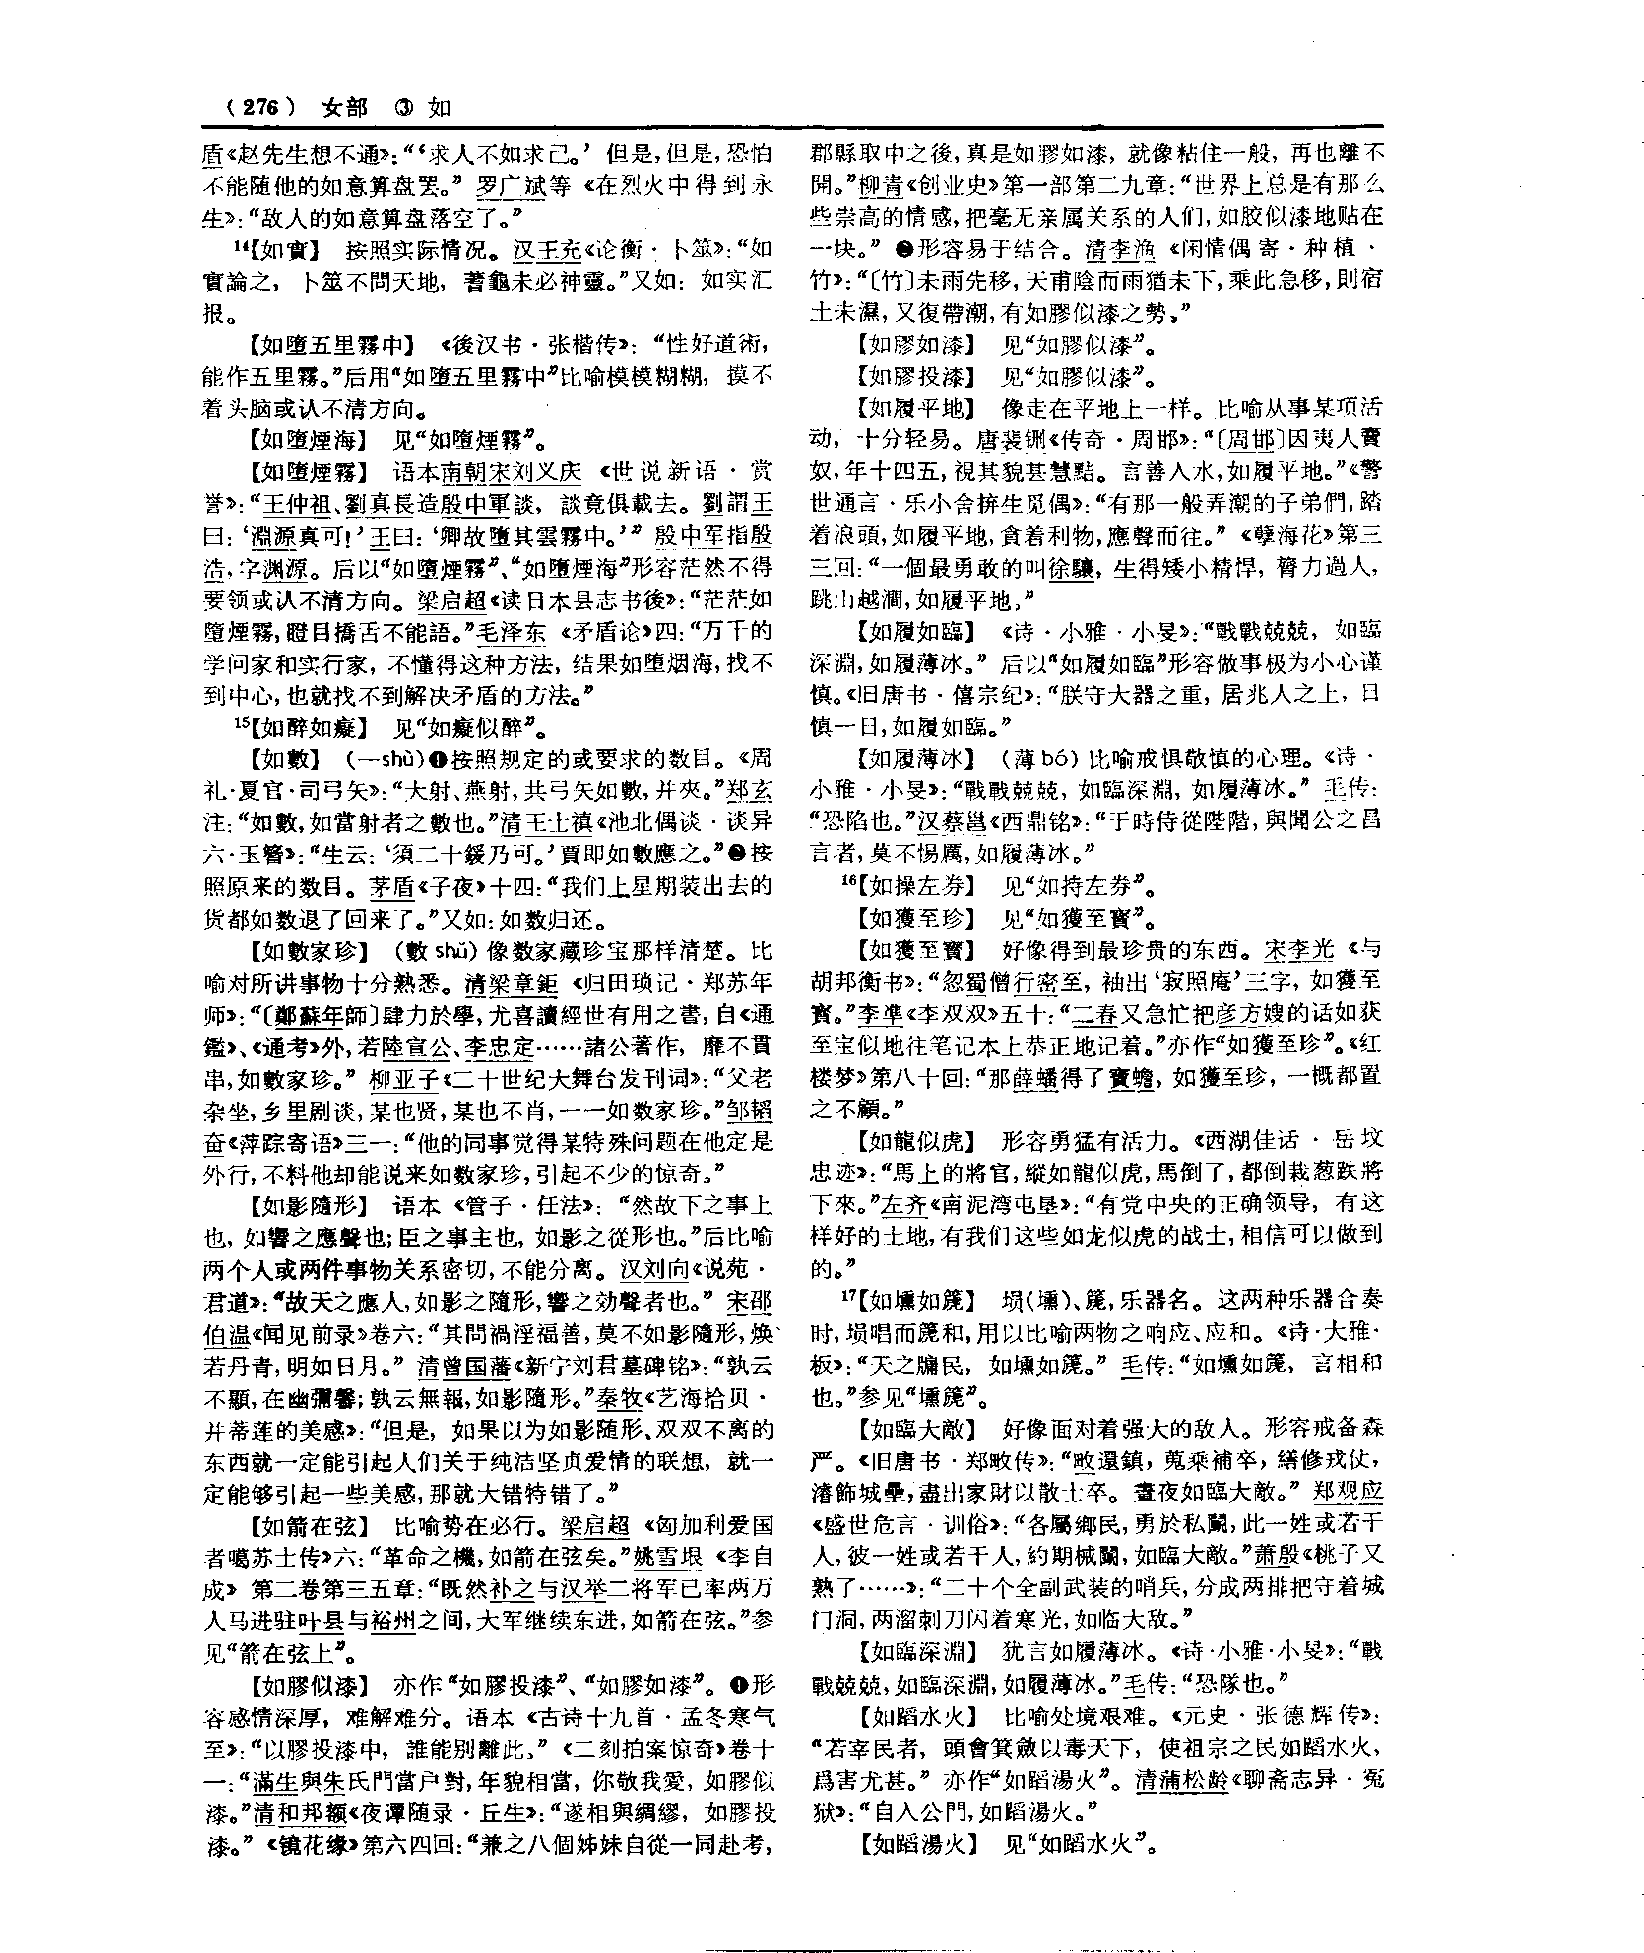 （276） 女部 ③ 如
盾《赵先生想不通》：“‘求人不如求己。’但是，但是，恐怕
不能随他的如意算盘罢。”罗广斌等《在烈火中得到永
生》：“敌人的如意算盘落空了。”
14【如實】 按照实际情况。汉王充《论衡·卜筮》：“如
實論之，卜筮不問天地，蓍龜未必神靈。”又如：如实汇
报。
【如墮五里霧中】 《後汉书·张楷传》：“性好道術，
能作五里霧。”后用“如墮五里霧中”比喻模模糊糊，摸不
着头脑或认不清方向。
【如墮煙海】 见“如墮煙霧”。
【如墮煙霧】 语本南朝宋刘义庆《世说新语·赏
誉》：“王仲祖、劉真長造殷中軍談，談竟俱載去。劉謂王
曰：‘淵源真可！’王曰：‘卿故墮其雲霧中。’”殷中军指殷
浩，字渊源。后以“如墮煙霧”、“如墮煙海”形容茫然不得
要领或认不清方向。梁启超《读日本县志书後》：“茫茫如
墮煙霧，瞪目撟舌不能語。”毛泽东《矛盾论》四：“万千的
学问家和实行家，不懂得这种方法，结果如堕烟海，找不
到中心，也就找不到解决矛盾的方法。”
15【如醉如癡】 见“如癡似醉”。
【如數】 （—shù）❶按照规定的或要求的数目。《周
礼·夏官·司弓矢》：“大射、燕射，共弓矢如數，并夾。”郑玄
注：“如數，如當射者之數也。”清王士禛《池北偶谈·谈异
六·玉簪》：“生云：‘須二十鍰乃可。’賈即如數應之。”❷按
照原来的数目。茅盾《子夜》十四：“我们上星期装出去的
货都如数退了回来了。”又如：如数归还。
【如數家珍】 （數 shǔ）像数家藏珍宝那样清楚。比
喻对所讲事物十分熟悉。清梁章鉅《归田琐记·郑苏年
师》：“〔鄭蘇年師〕肆力於學，尤喜讀經世有用之書，自《通
鑑》、《通考》外，若陸宣公、李忠定……諸公著作，靡不貫
串，如數家珍。”柳亚子《二十世纪大舞台发刊词》：“父老
杂坐，乡里剧谈，某也贤，某也不肖，一一如数家珍。”邹韬
奋《萍踪寄语》三一：“他的同事觉得某特殊问题在他定是
外行，不料他却能说来如数家珍，引起不少的惊奇。”
【如影隨形】 语本《管子·任法》：“然故下之事上
也，如響之應聲也；臣之事主也，如影之從形也。”后比喻
两个人或两件事物关系密切，不能分离。汉刘向《说苑·
君道》：“故天之應人，如影之隨形，響之効聲者也。”宋邵
伯温《闻见前录》卷六：“其問禍淫福善，莫不如影隨形，煥
若丹青，明如日月。”清曾国藩《新宁刘君墓碑铭》：“孰云
不顯，在幽彌馨；孰云無報，如影隨形。”秦牧《艺海拾贝·
并蒂莲的美感》：“但是，如果以为如影随形、双双不离的
东西就一定能引起人们关于纯洁坚贞爱情的联想，就一
定能够引起一些美感，那就大错特错了。”
【如箭在弦】 比喻势在必行。梁启超《匈加利爱国
者噶苏士传》六：“革命之機，如箭在弦矣。”姚雪垠《李自
成》第二卷第三五章：“既然补之与汉举二将军已率两万
人马进驻叶县与裕州之间，大军继续东进，如箭在弦。”参
见“箭在弦上”。
【如膠似漆】 亦作“如膠投漆”、“如膠如漆”。❶形
容感情深厚，难解难分。语本《古诗十九首·孟冬寒气
至》：“以膠投漆中，誰能别離此。”《二刻拍案惊奇》卷十
一：“滿生與朱氏門當户對，年貌相當，你敬我愛，如膠似
漆。”清和邦额《夜谭随录·丘生》：“遂相與綢繆，如膠投
漆。”《镜花缘》第六四回：“兼之八個姊妹自從一同赴考，
郡縣取中之後，真是如膠如漆，就像粘住一般，再也離不
開。”柳青《创业史》第一部第二九章：“世界上总是有那么
些崇高的情感，把毫无亲属关系的人们，如胶似漆地贴在
一块。”❷形容易于结合。清李渔《闲情偶寄·种植·
竹》：“〔竹〕未雨先移，天甫陰而雨猶未下，乘此急移，則宿
土未濕，又復帶潮，有如膠似漆之勢。”
【如膠如漆】 见“如膠似漆”。
【如膠投漆】 见“如膠似漆”。
【如履平地】 像走在平地上一样。比喻从事某项活
动，十分轻易。唐裴铏《传奇·周邯》：“〔周邯〕因夷人賣
奴，年十四五，視其貌甚慧黠。言善入水，如履平地。”《警
世通言·乐小舍拚生觅偶》：“有那一般弄潮的子弟們，踏
着浪頭，如履平地，貪着利物，應聲而往。”《孽海花》第三
三回：“一個最勇敢的叫徐驤，生得矮小精悍，膂力過人，
跳山越澗，如履平地。”
【如履如臨】 《诗·小雅·小旻》：“戰戰兢兢，如臨
深淵，如履薄冰。”后以“如履如臨”形容做事极为小心谨
慎。《旧唐书·僖宗纪》：“朕守大器之重，居兆人之上，日
慎一日，如履如臨。”
【如履薄冰】 （薄 bó）比喻戒惧敬慎的心理。《诗·
小雅·小旻》：“戰戰兢兢，如臨深淵，如履薄冰。”毛传：
“恐陷也。”汉蔡邕《西鼎铭》：“于時侍從陛階，與聞公之昌
言者，莫不惕厲，如履薄冰。”
16【如操左券】 见“如持左券”。
【如獲至珍】 见“如獲至寳”。
【如獲至寳】 好像得到最珍贵的东西。宋李光《与
胡邦衡书》：“忽蜀僧行密至，袖出‘寂照庵’三字，如獲至
寳。”李準《李双双》五十：“二春又急忙把彦方嫂的话如获
至宝似地往笔记本上恭正地记着。”亦作“如獲至珍”。《红
楼梦》第八十回：“那薛蟠得了寶蟾，如獲至珍，一概都置
之不顧。”
【如龍似虎】 形容勇猛有活力。《西湖佳话·岳坟
忠迹》：“馬上的將官，縱如龍似虎，馬倒了，都倒栽葱跌將
下來。”左齐《南泥湾屯垦》：“有党中央的正确领导，有这
样好的土地，有我们这些如龙似虎的战士，相信可以做到
的。”
17【如壎如篪】 埙（壎）、篪，乐器名。这两种乐器合奏
时，埙唱而篪和，用以比喻两物之响应、应和。《诗·大雅·
板》：“天之牖民，如壎如篪。”毛传：“如壎如篪，言相和
也。”参见“壎篪”。
【如臨大敵】 好像面对着强大的敌人。形容戒备森
严。《旧唐书·郑畋传》：“畋還鎮，蒐乘補卒，繕修戎仗，
濬飾城壘，盡出家財以散士卒。晝夜如臨大敵。”郑观应
《盛世危言·训俗》：“各屬鄉民，勇於私鬭，此一姓或若干
人，彼一姓或若干人，約期械鬭，如臨大敵。”萧殷《桃子又
熟了……》：“二十个全副武装的哨兵，分成两排把守着城
门洞，两溜刺刀闪着寒光，如临大敌。”
【如臨深淵】 犹言如履薄冰。《诗·小雅·小旻》：“戰
戰兢兢，如臨深淵，如履薄冰。”毛传：“恐隊也。”
【如蹈水火】 比喻处境艰难。《元史·张德辉传》：
“若宰民者，頭會箕斂以毒天下，使祖宗之民如蹈水火，
爲害尤甚。”亦作“如蹈湯火”。清蒲松龄《聊斋志异·冤
狱》：“自入公門，如蹈湯火。”
【如蹈湯火】 见“如蹈水火”。